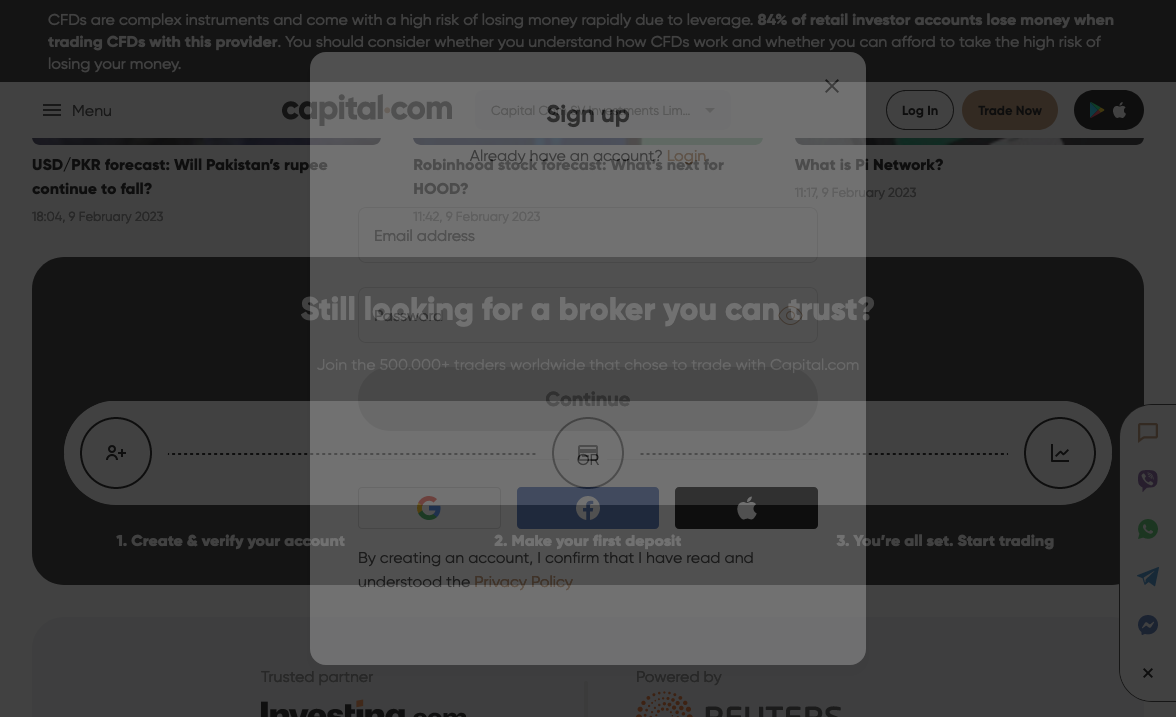 CFDs are complex instruments and come with a high risk of losing money rapidly due to leverage. 84% of retail investor accounts lose money when
trading CFDs with this provider. You should consider whether you understand how CFDs work and whether you can afford to take the high risk of
losing your money.
Menu
capital.com
Capital Com SV Investments Lim...
Log In
Trade Now
Sign up
Already have an account? Login
USD/PKR forecast: Will Pakistan's rupee
continue to fall?
18:04, 9 February 2023
Robinhood stock forecast: What's next for
HOOD?
11:42, 9 February 2023
What is Pi Network?
11:17, 9 February 2023
Email address
Password
Still looking for a broker you can trust?
Join the 500.000+ traders worldwide that chose to trade with Capital.com
Continue
OR
1. Create & verify your account
2. Make your first deposit
3. You're all set. Start trading
By creating an account, I confirm that I have read and
understood the Privacy Policy
Trusted partner
Investing.com
Powered by
REUTERS